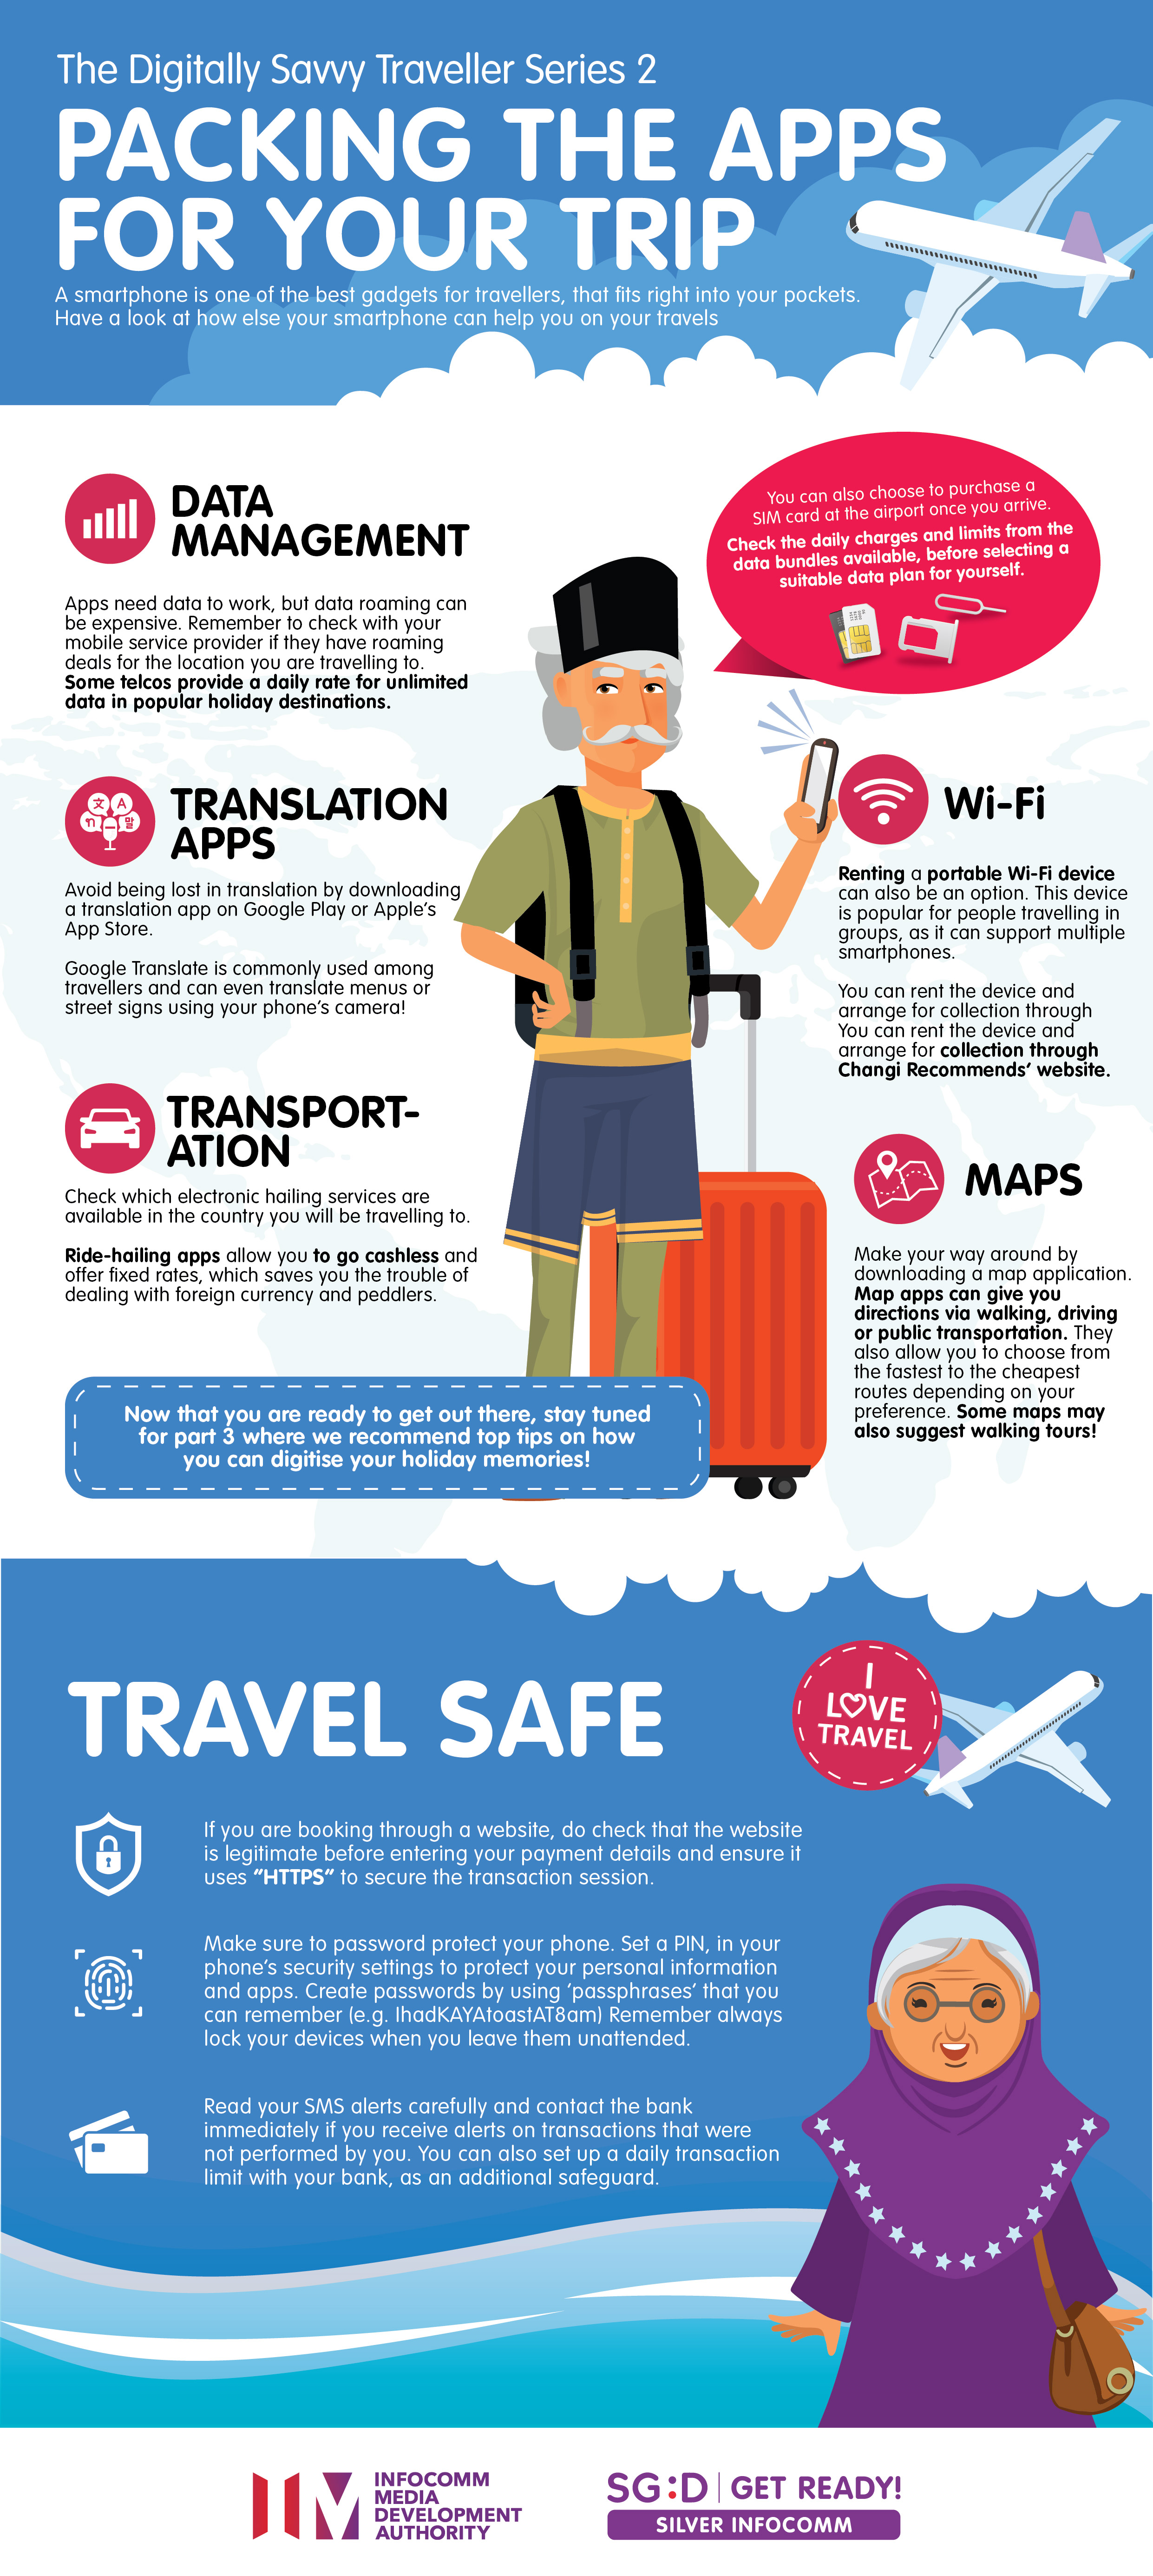 The Digitally Savvy Traveller Series 2
PACKING THE APPS
FOR YOUR TRIP
A smartphone is one of the best gadgets for travellers, that fits right into your pockets.
Have a look at how else your smartphone can help you on your travels
DATA
MANAGEMENT
Apps need data to work, but data roaming can
be expensive. Remember to check with your
mobile service provider if they have roaming
deals for the location you are travelling to.
Some telcos provide a daily rate for unlimited
data in popular holiday destinations.
You can also choose to purchase a
SIM card at the airport once you arrive.
Check the daily charges and limits from the
data bundles available, before selecting a
suitable data plan for yourself.
文 A
말
TRANSLATION
APPS
Avoid being lost in translation by downloading
a translation app on Google Play or Apple's
App Store.
Google Translate is commonly used among
travellers and can even translate menus or
street signs using your phone's camera!
Wi-Fi
Renting a portable Wi-Fi device
can also be an option. This device
is popular for people travelling in
groups, as it can support multiple
smartphones.
You can rent the device and
arrange for collection through
You can rent the device and
arrange for collection through
Changi Recommends' website.
TRANSPORT-
ATION
Check which electronic hailing services are
available in the country you will be travelling to.
Ride-hailing apps allow you to go cashless and
offer fixed rates, which saves you the trouble of
dealing with foreign currency and peddlers.
MAPS
Make your way around by
downloading a map application.
Map apps can give you
directions via walking, driving
or public transportation. They
also allow you to choose from
the fastest to the cheapest
routes depending on your
preference. Some maps may
also suggest walking tours!
Now that you are ready to get out there, stay tuned
for part 3 where we recommend top tips on how
you can digitise your holiday memories!
TRAVEL SAFE
I
LOVE
TRAVEL
If you are booking through a website, do check that the website
is legitimate before entering your payment details and ensure it
uses "HTTPS" to secure the transaction session.
Make sure to password protect your phone. Set a PIN, in your
phone's security settings to protect your personal information
and apps. Create passwords by using 'passphrases' that you
can remember (e.g. IhadKAYAtoastAT8am) Remember always
lock your devices when you leave them unattended.
Read your SMS alerts carefully and contact the bank
immediately if you receive alerts on transactions that were
not performed by you. You can also set up a daily transaction
limit with your bank, as an additional safeguard.
INFOCOMM
MEDIA
DEVELOPMENT
AUTHORITY
SG:D | GET READY!
SILVER INFOCOMM